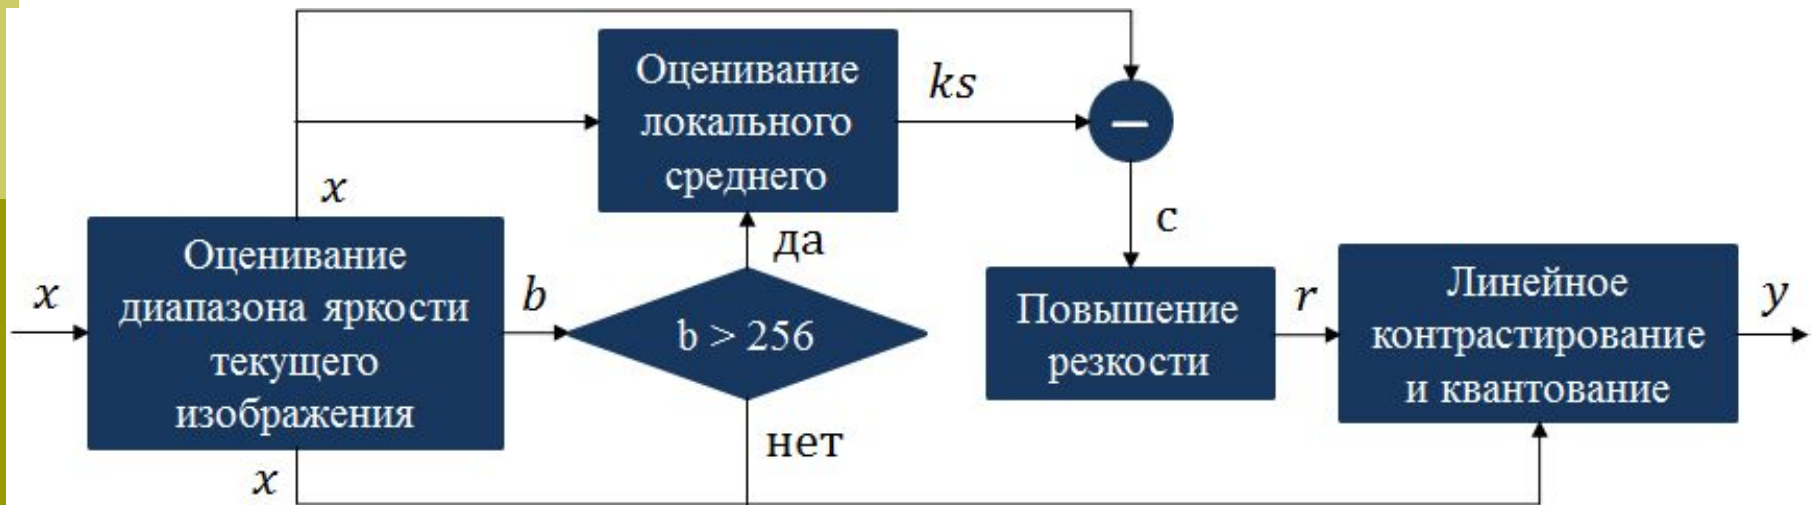 x
Оценивание
диапазона яркости
текущего
изображения
x
x
b
b > 256
да
нет
Оценивание
локального
среднего
ks
–
c
Повышение
резкости
r
Линейное
контрастирование
и квантование
y